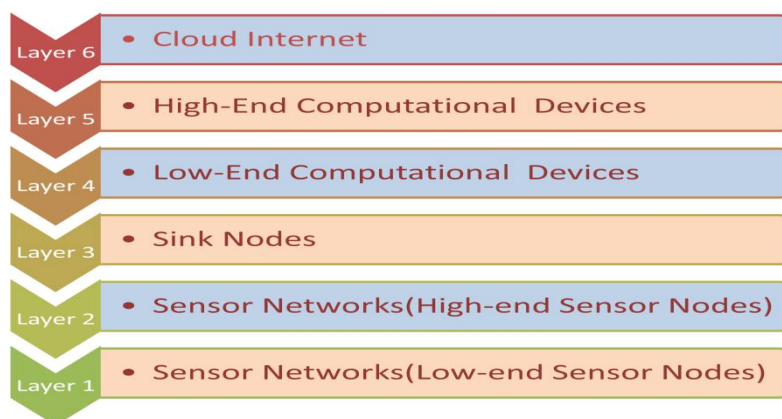 Layer 6
• Cloud Internet
Layer 5
• High-End Computational Devices
Layer 4
• Low-End Computational Devices
Layer 3
• Sink Nodes
Layer 2
• Sensor Networks(High-end Sensor Nodes)
Layer 1
• Sensor Networks(Low-end Sensor Nodes)